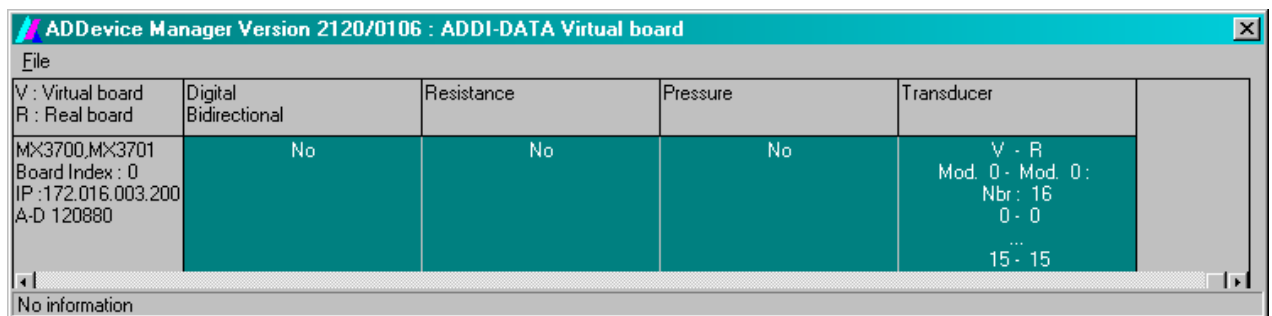 ADDevice Manager Version 2120/0106 : ADDI-DATA Virtual board
File
V : Virtual board
R : Real board
Digital
Bidirectional
Resistance
Pressure
Transducer
MX3700,MX3701
Board Index : 0
IP :172.016.003.200
A-D 120880
No
No
No
V - R
Mod. 0 - Mod. 0 :
Nbr : 16
0 - 0
...
15 - 15
No information